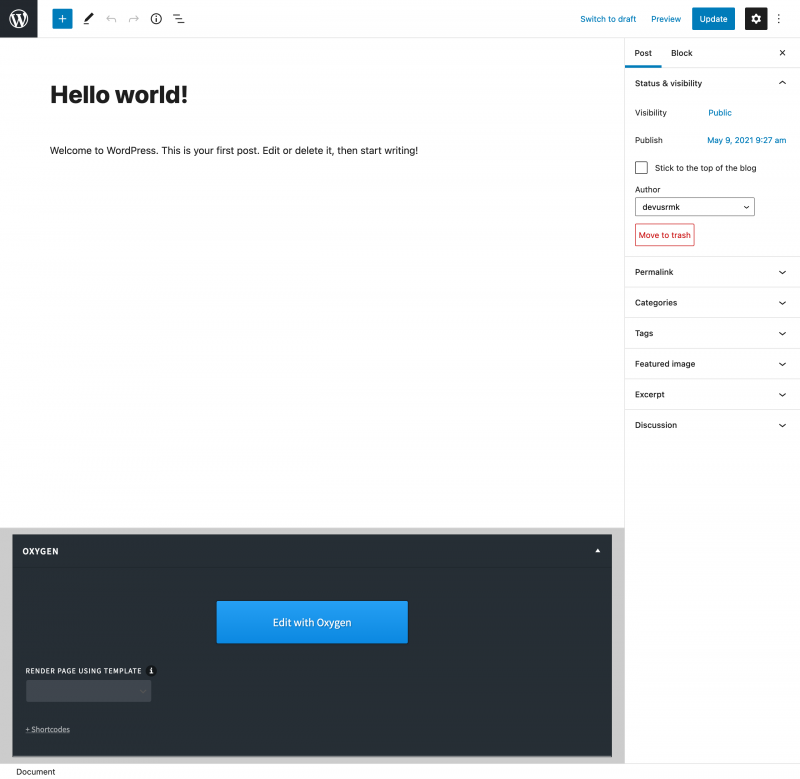 Switch to draft Preview Update
Hello world!
Welcome to WordPress. This is your first post. Edit or delete it, then start writing!
Post Block
Status & visibility
Visibility Public
Publish May 9, 2021 9:27 am
Stick to the top of the blog
Author
devusrmk
Move to trash
Permalink
Categories
Tags
Featured image
Excerpt
Discussion
OXYGEN
Edit with Oxygen
RENDER PAGE USING TEMPLATE
+ Shortcodes
Document